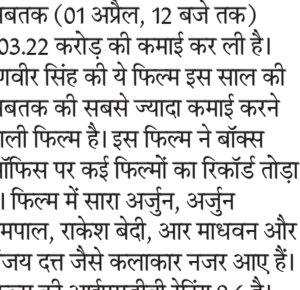 बतक (01 अप्रैल, 12 बजे तक)
03.22 करोड़ की कमाई कर ली है।
णवीर सिंह की ये फिल्म इस साल की
बतक की सबसे ज्यादा कमाई करने
ाली फिल्म है। इस फिल्म ने बॉक्स
ऑफिस पर कई फिल्मों का रिकॉर्ड तोड़ा
। फिल्म में सारा अर्जुन, अर्जुन
मपाल, राकेश बेदी, आर माधवन और
ंजय दत्त जैसे कलाकार नजर आए हैं।